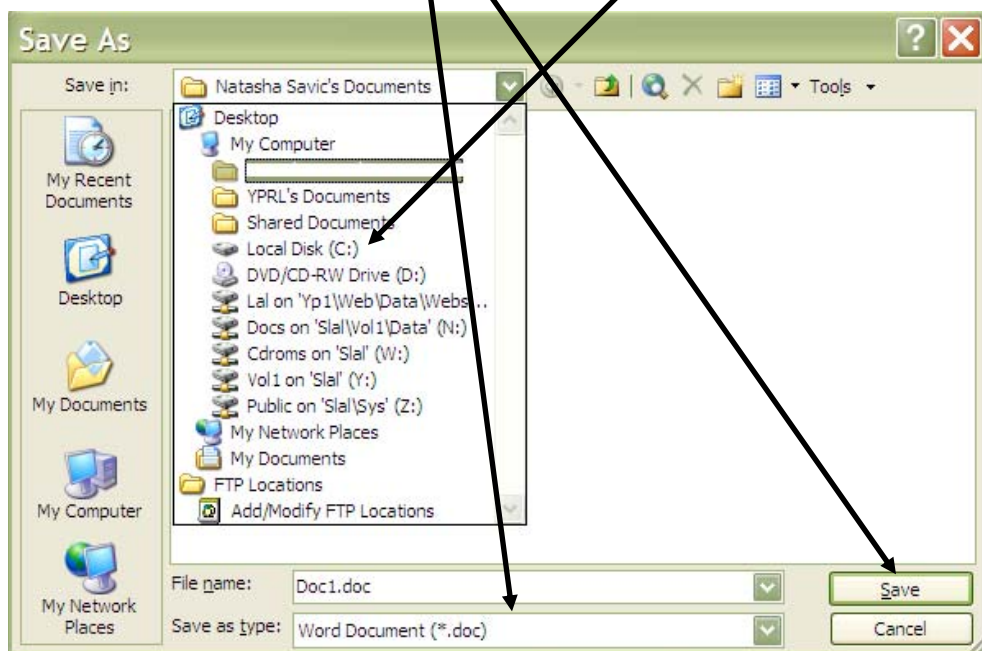 Save As
Save in:
Natasha Savic's Documents
Tools
Desktop
My Computer
YPRL's Documents
Shared Documents
Local Disk (C:)
DVD/CD-RW Drive (D:)
Lal on 'Yp1\Web\Data\Webs...
Docs on 'Slal\Vol1\Data' (N:)
Cdroms on 'Slal' (W:)
Vol1 on 'Slal' (Y:)
Public on 'Slal\Sys' (Z:)
My Network Places
My Documents
FTP Locations
Add/Modify FTP Locations
My Recent
Documents
Desktop
My Documents
My Computer
My Network
Places
File name:
Doc1.doc
Save
Save as type:
Word Document (*.doc)
Cancel